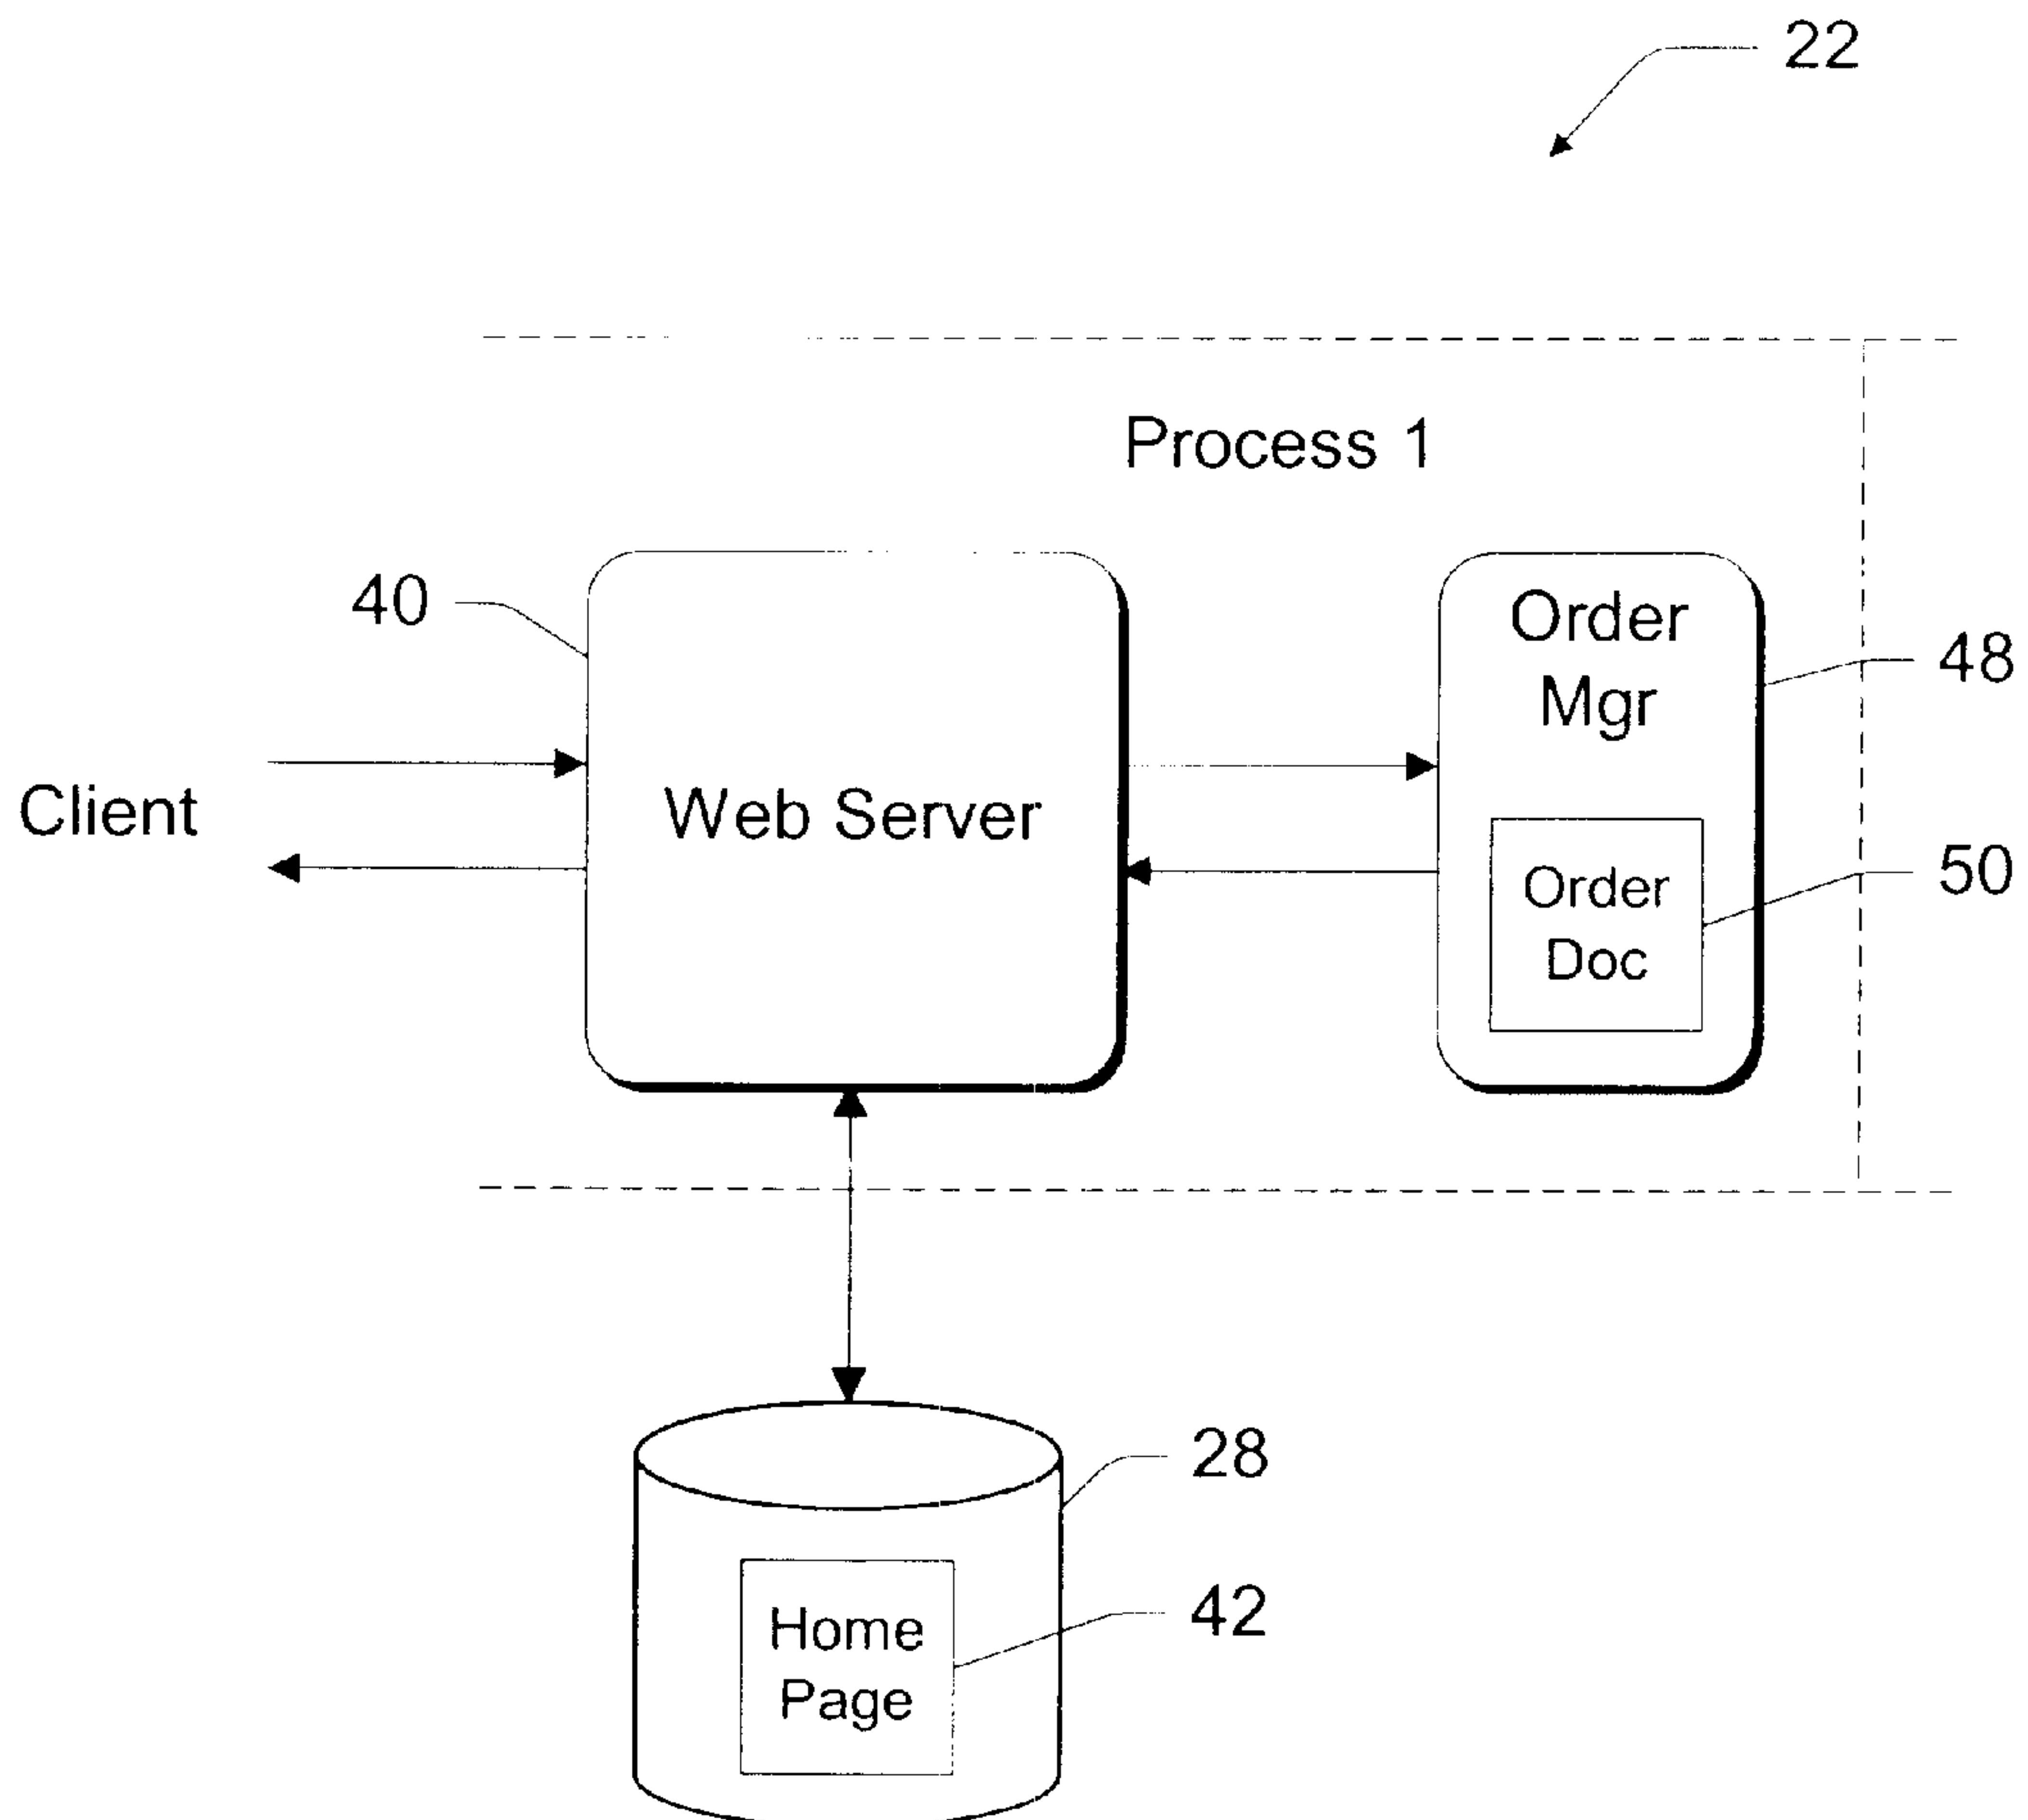 22
Process 1
40
Order
Mgr
48
Client
Web Server
Order
Doc
50
28
Home
Page
42